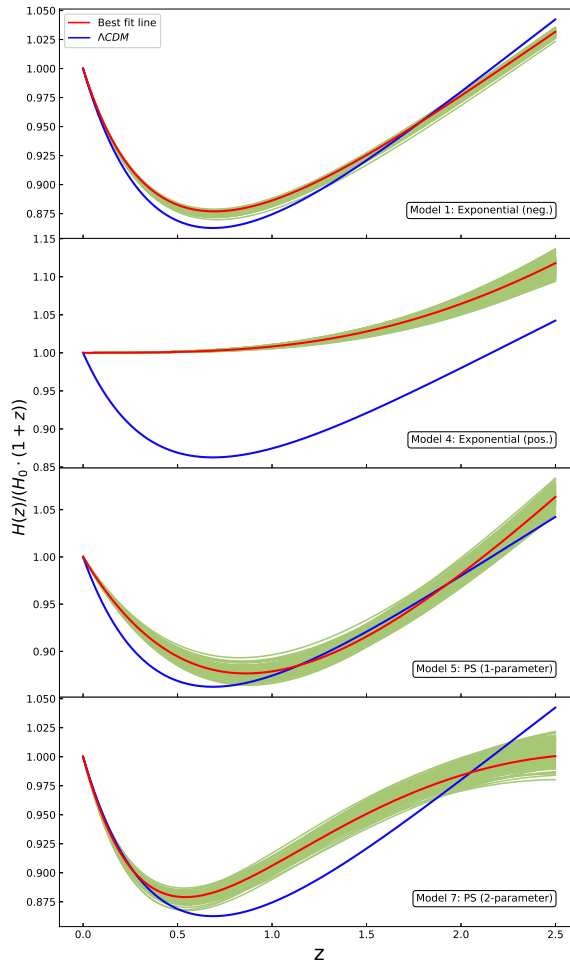 1.050
1.025
1.000
0.975
0.950
0.925
0.900
0.875
Best fit line
ΛCDM
Model 1: Exponential (neg.)
1.15
1.10
1.05
1.00
0.95
0.90
0.85
Model 4: Exponential (pos.)
H(z)/(H₀ · (1 + z))
1.00
0.95
0.90
Model 5: PS (1-parameter)
1.050
1.025
1.000
0.975
0.950
0.925
0.900
0.875
Model 7: PS (2-parameter)
0.0 0.5 1.0 1.5 2.0 2.5
z